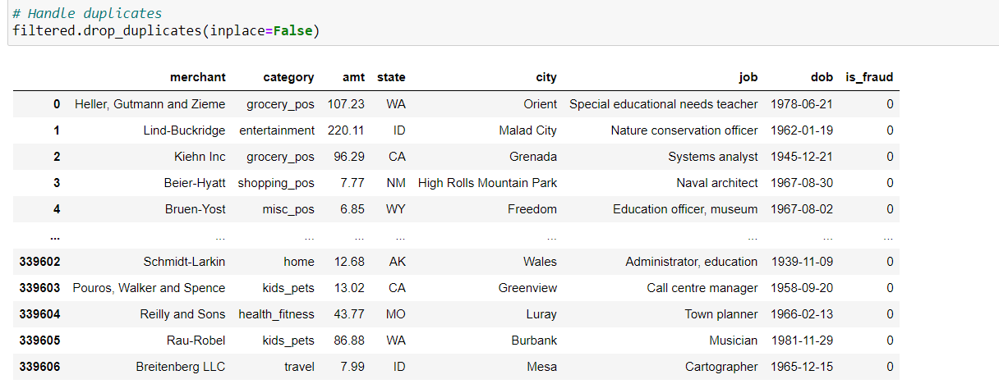 # Handle duplicates
filtered.drop_duplicates(inplace=False)
merchant category amt state city job dob is_fraud
0 Heller, Gutmann and Zieme grocery_pos 107.23 WA Orient Special educational needs teacher 1978-06-21 0
1 Lind-Buckridge entertainment 220.11 ID Malad City Nature conservation officer 1962-01-19 0
2 Kiehn Inc grocery_pos 96.29 CA Grenada Systems analyst 1945-12-21 0
3 Beier-Hyatt shopping_pos 7.77 NM High Rolls Mountain Park Naval architect 1967-08-30 0
4 Bruen-Yost misc_pos 6.85 WY Freedom Education officer, museum 1967-08-02 0
... ... ... ... ... ... ... ... ...
339602 Schmidt-Larkin home 12.68 AK Wales Administrator, education 1939-11-09 0
339603 Pouros, Walker and Spence kids_pets 13.02 CA Greenview Call centre manager 1958-09-20 0
339604 Reilly and Sons health_fitness 43.77 MO Luray Town planner 1966-02-13 0
339605 Rau-Robel kids_pets 86.88 WA Burbank Musician 1981-11-29 0
339606 Breitenberg LLC travel 7.99 ID Mesa Cartographer 1965-12-15 0